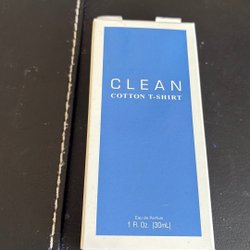 CLEAN
COTTON T-SHIRT
Eau de Parfum
1 Fl. Oz. (30mL)